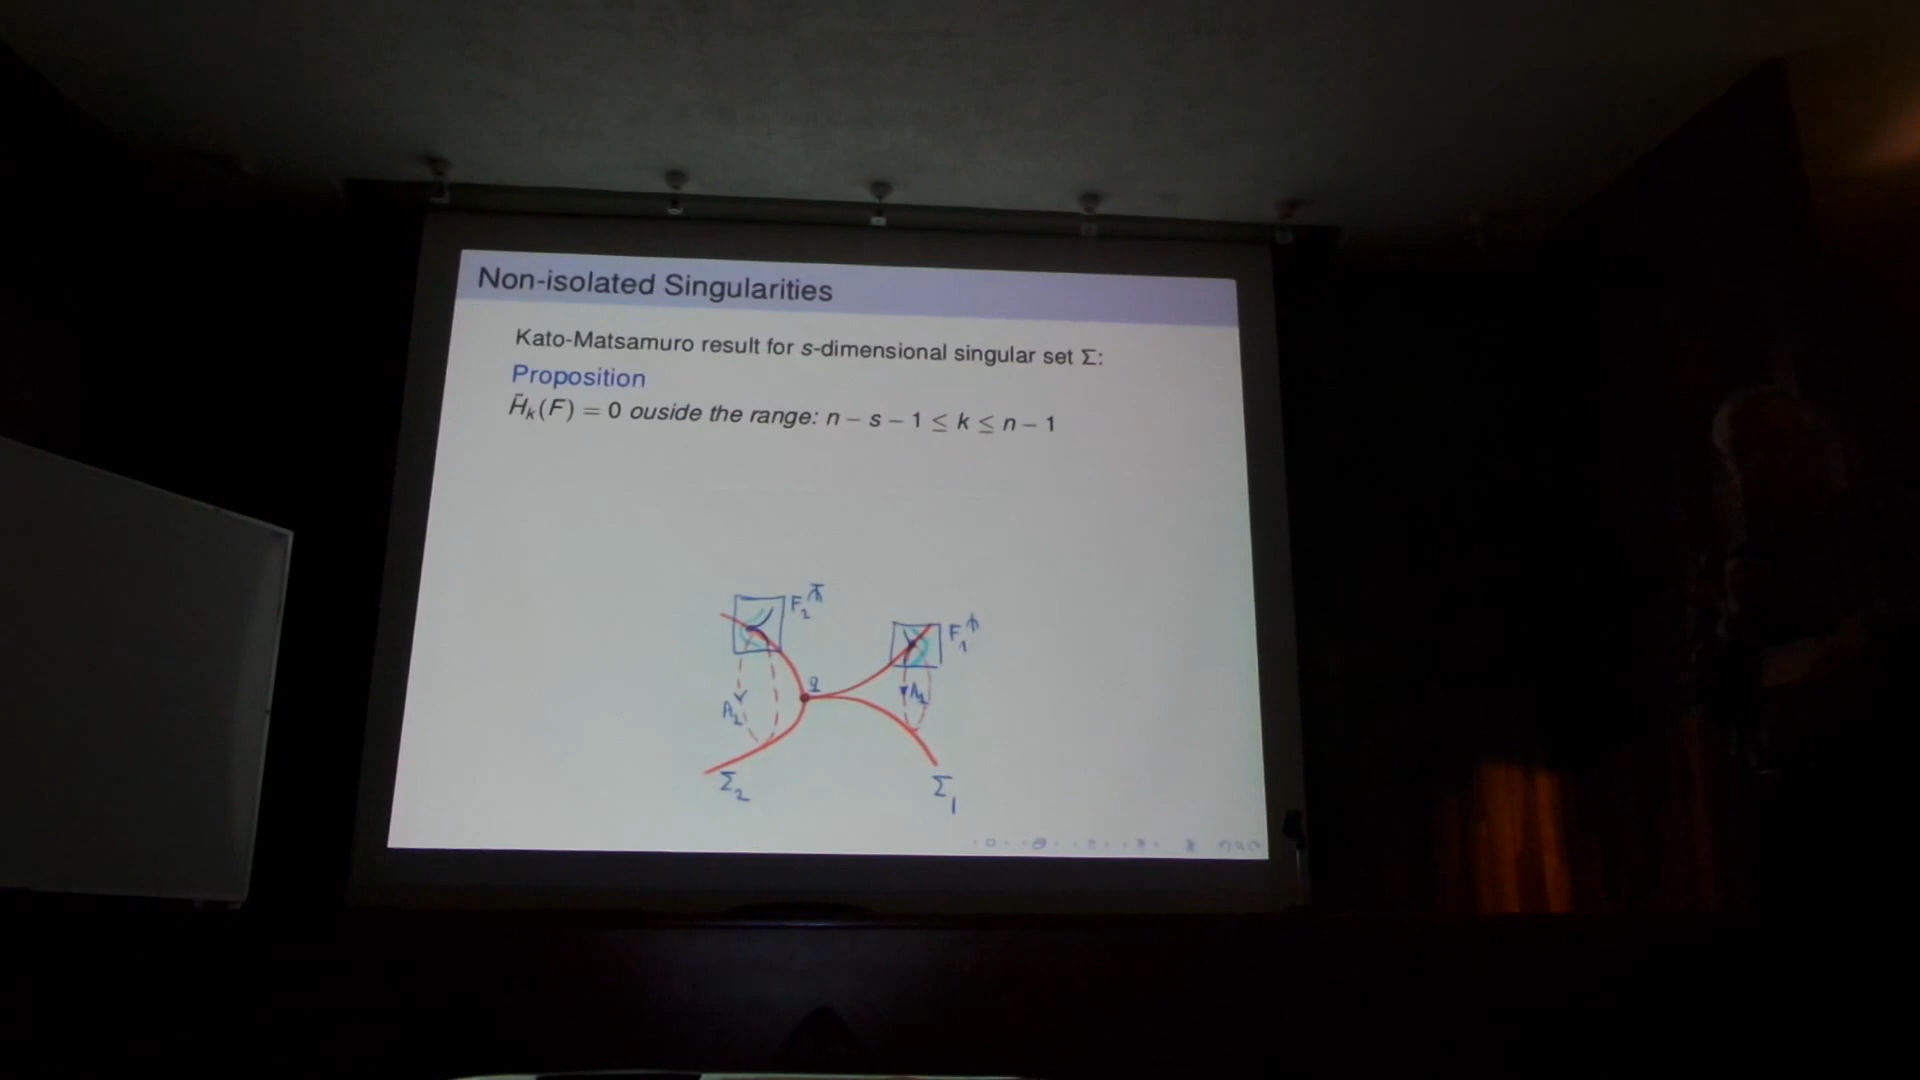 Non-isolated Singularities
Kato-Matsamuro result for s-dimensional singular set Σ:
Proposition
H̃ₖ(F) = 0 ouside the range: n − s − 1 ≤ k ≤ n − 1
F₂⋔
F₁⋔
q
A₂
A₁
Σ₂
Σ₁